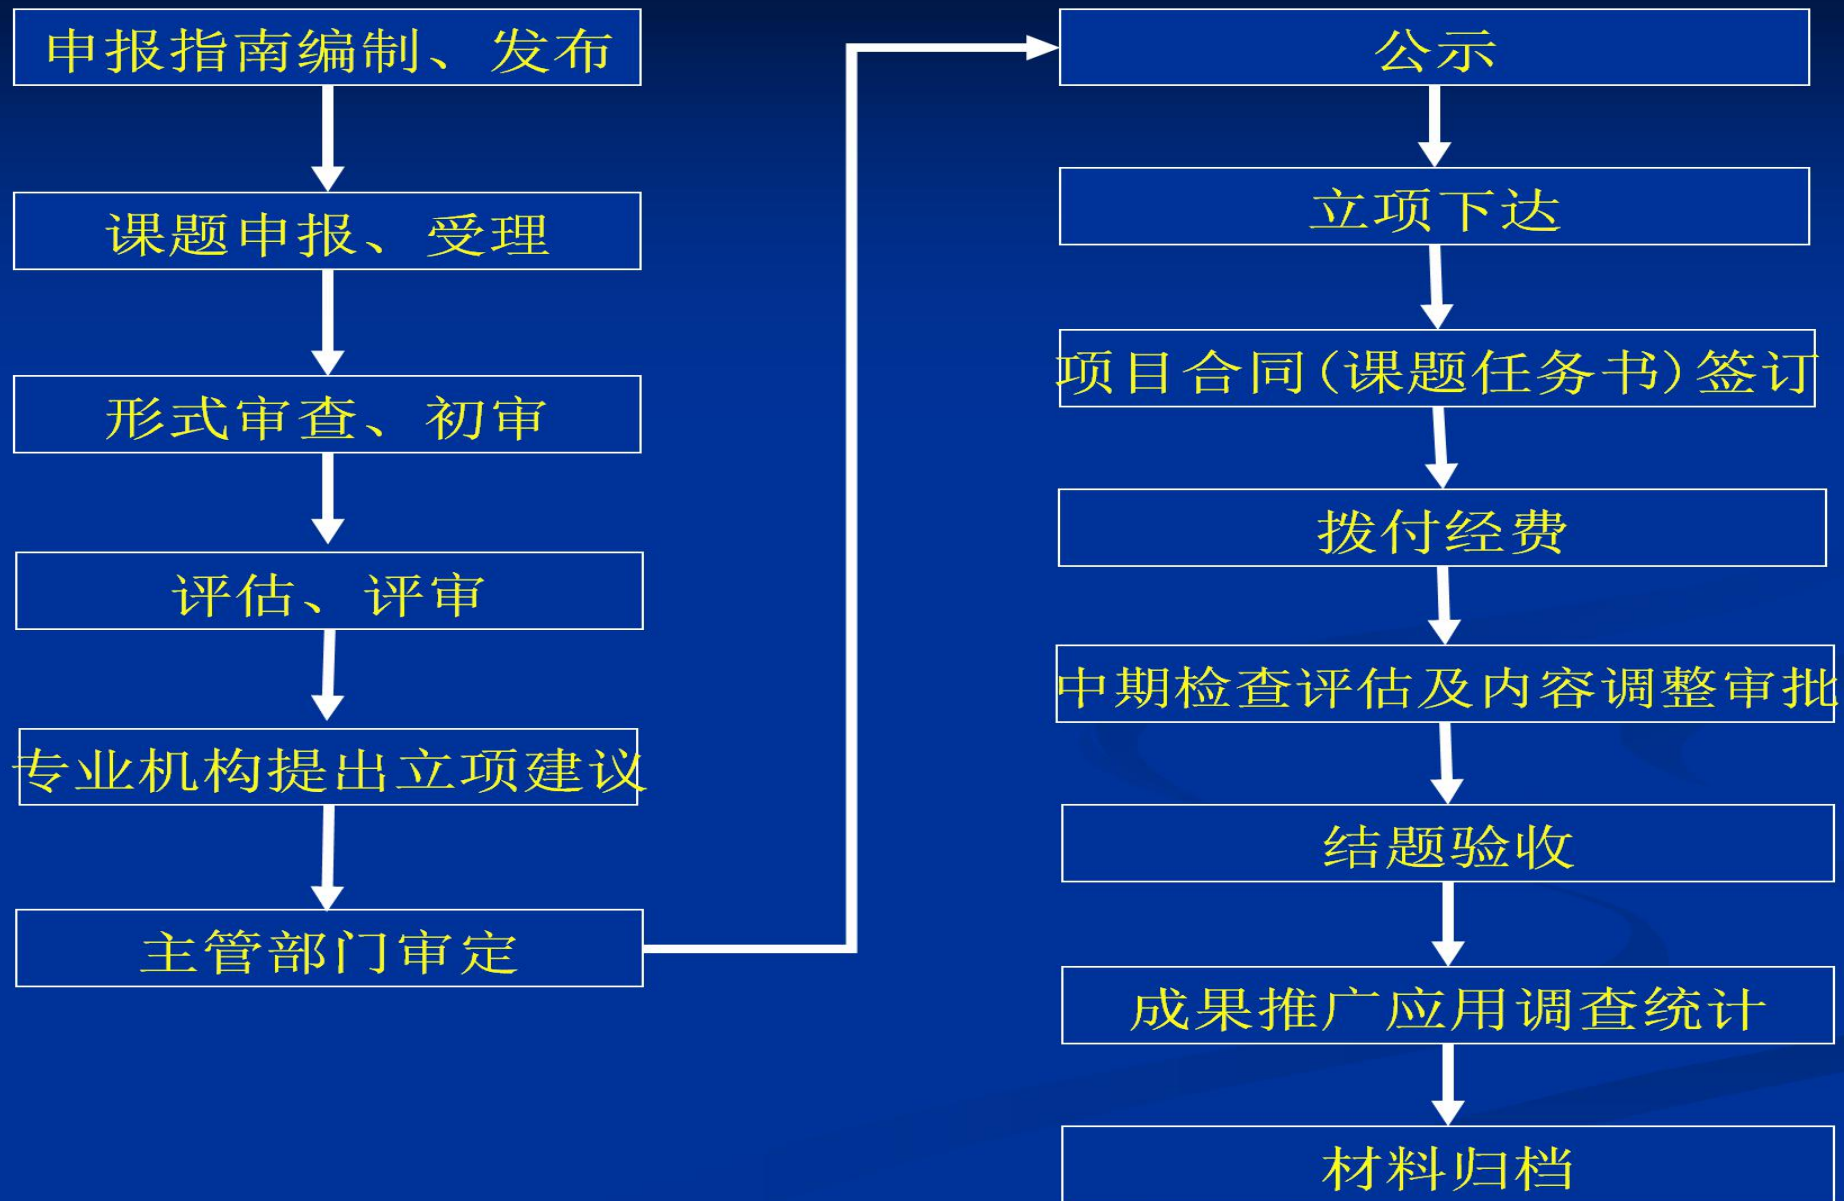 申报指南编制、发布
课题申报、受理
形式审查、初审
评估、评审
专业机构提出立项建议
主管部门审定
公示
立项下达
项目合同(课题任务书)签订
拨付经费
中期检查评估及内容调整审批
结题验收
成果推广应用调查统计
材料归档